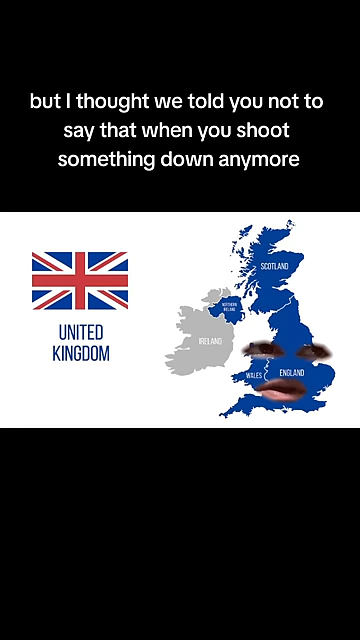 but I thought we told you not to
say that when you shoot
something down anymore
SCOTLAND
NORTHERN
IRELAND
UNITED
KINGDOM
IRELAND
WALES
ENGLAND